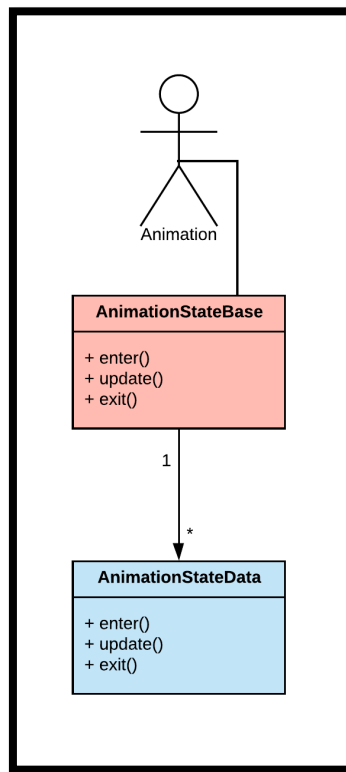 Animation
AnimationStateBase
+ enter()
+ update()
+ exit()
1
*
AnimationStateData
+ enter()
+ update()
+ exit()